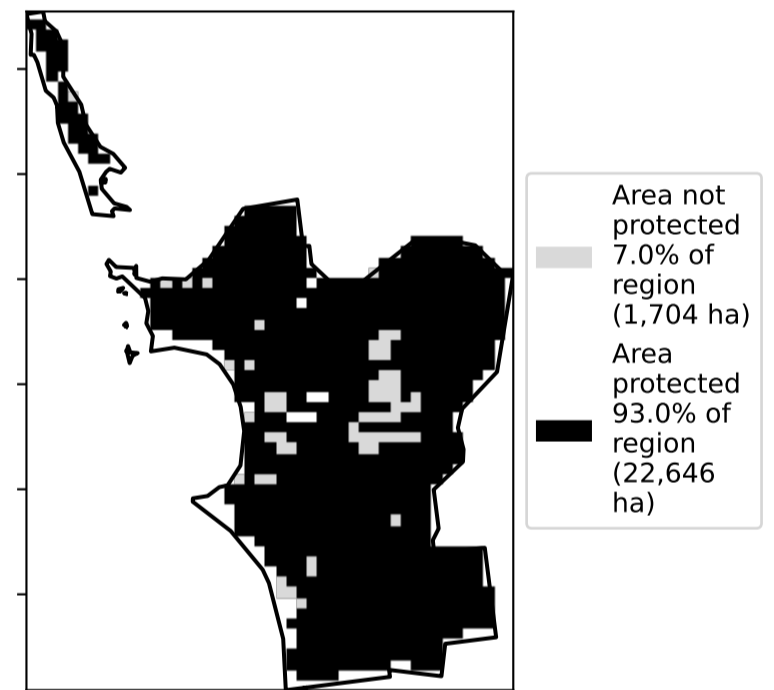 Area not
protected
7.0% of
region
(1,704 ha)
Area
protected
93.0% of
region
(22,646
ha)